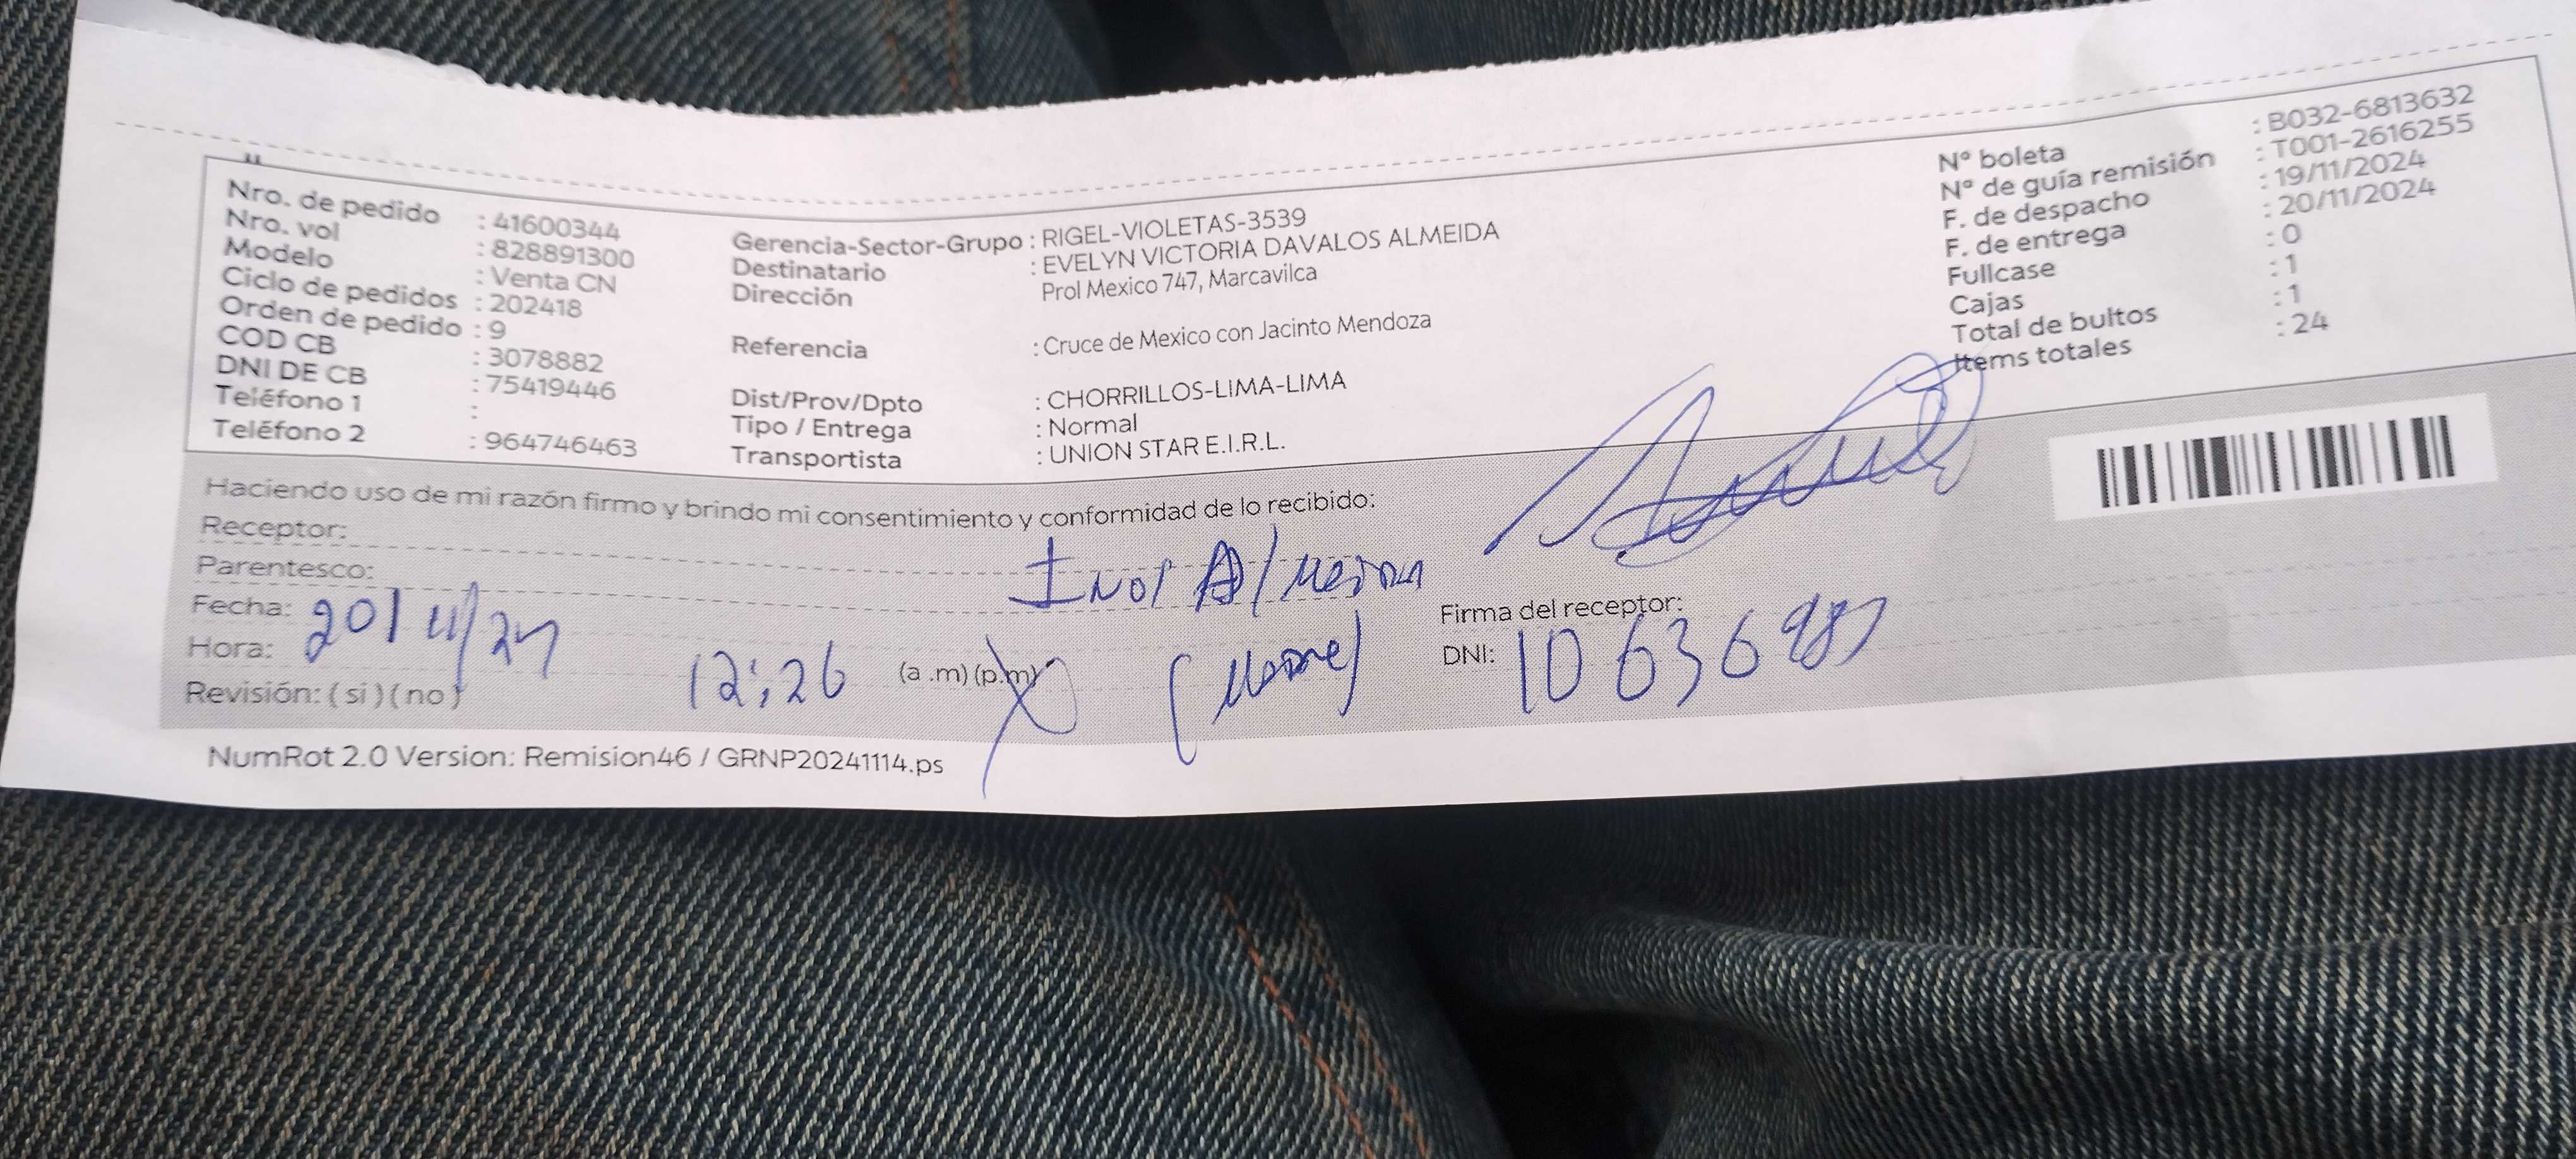 Nro. de pedido : 41600344
Nro. vol : 828891300
Modelo : Venta CN
Ciclo de pedidos : 202418
Orden de pedido : 9
COD CB : 3078882
DNI DE CB : 75419446
Teléfono 1 :
Teléfono 2 : 964746463
Gerencia-Sector-Grupo : RIGEL-VIOLETAS-3539
Destinatario : EVELYN VICTORIA DAVALOS ALMEIDA
Dirección Prol Mexico 747, Marcavilca
Referencia : Cruce de Mexico con Jacinto Mendoza
Dist/Prov/Dpto : CHORRILLOS-LIMA-LIMA
Tipo / Entrega : Normal
Transportista : UNION STAR E.I.R.L.
N° boleta : B032-6813632
N° de guía remisión : T001-2616255
F. de despacho : 19/11/2024
F. de entrega : 20/11/2024
Fullcase : 0
Cajas : 1
Total de bultos : 1
Items totales : 24
Haciendo uso de mi razón firmo y brindo mi consentimiento y conformidad de lo recibido:
Receptor:
Parentesco: Almeida
Fecha: 20/11/24
Hora: 12:26 (a .m) (p.m)
Revisión: ( si ) ( no )
Firma del receptor:
DNI:
NumRot 2.0 Version: Remision46 / GRNP20241114.ps